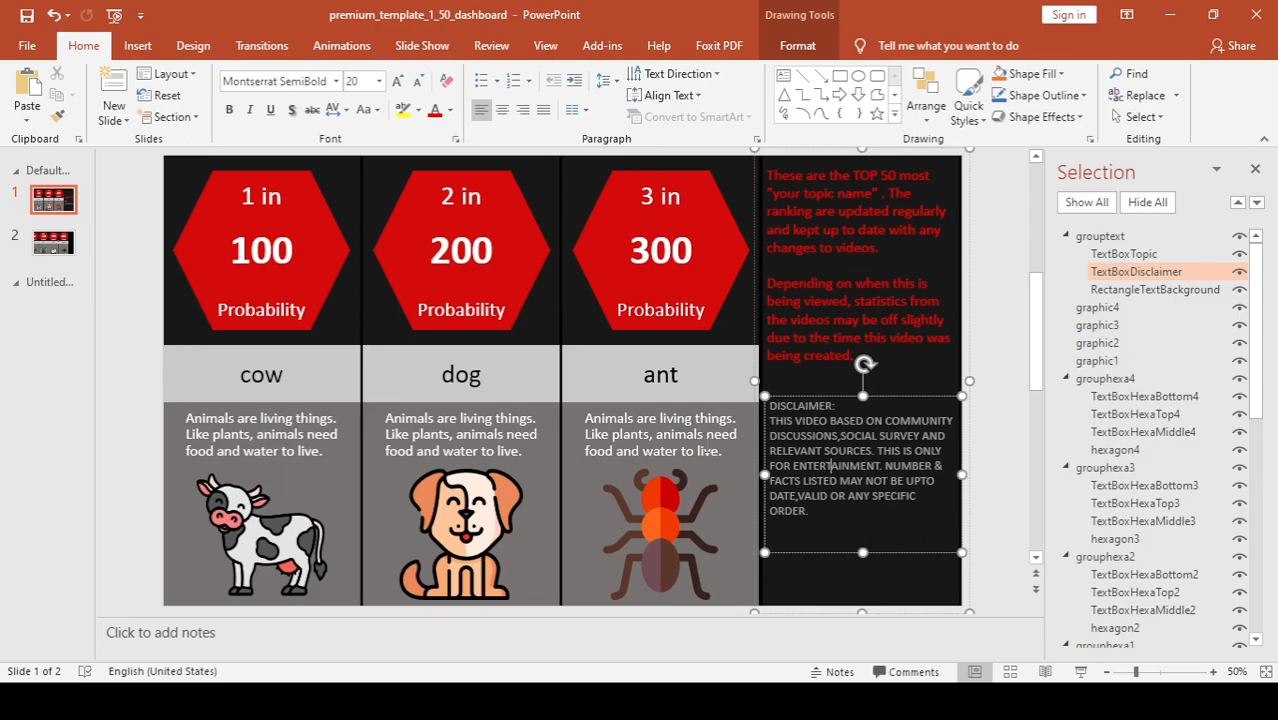 premium_template_1_50_dashboard - PowerPoint
Drawing Tools
Sign in
File Home Insert Design Transitions Animations Slide Show Review View Add-ins Help Foxit PDF Format Tell me what you want to do Share
Paste
Clipboard
New Slide
Layout
Reset
Section
Slides
Montserrat SemiBold 20
B I U S abc AV Aa A
Font
Text Direction
Align Text
Convert to SmartArt
Paragraph
Arrange
Quick Styles
Shape Fill
Shape Outline
Shape Effects
Drawing
Find
Replace
Select
Editing
Default...
1
2
Untitled...
1 in
100
Probability
2 in
200
Probability
3 in
300
Probability
cow
dog
ant
Animals are living things.
Like plants, animals need
food and water to live.
Animals are living things.
Like plants, animals need
food and water to live.
Animals are living things.
Like plants, animals need
food and water to live.
These are the TOP 50 most
"your topic name" . The
ranking are updated regularly
and kept up to date with any
changes to videos.
Depending on when this is
being viewed, statistics from
the videos may be off slightly
due to the time this video was
being created.
DISCLAIMER:
THIS VIDEO BASED ON COMMUNITY
DISCUSSIONS,SOCIAL SURVEY AND
RELEVANT SOURCES. THIS IS ONLY
FOR ENTERTAINMENT. NUMBER &
FACTS LISTED MAY NOT BE UPTO
DATE,VALID OR ANY SPECIFIC
ORDER.
Selection
Show All Hide All
grouptext
TextBoxTopic
TextBoxDisclaimer
RectangleTextBackground
graphic4
graphic3
graphic2
graphic1
grouphexa4
TextBoxHexaBottom4
TextBoxHexaTop4
TextBoxHexaMiddle4
hexagon4
grouphexa3
TextBoxHexaBottom3
TextBoxHexaTop3
TextBoxHexaMiddle3
hexagon3
grouphexa2
TextBoxHexaBottom2
TextBoxHexaTop2
TextBoxHexaMiddle2
hexagon2
grouphexa1
Click to add notes
Slide 1 of 2 English (United States) Notes Comments 50%